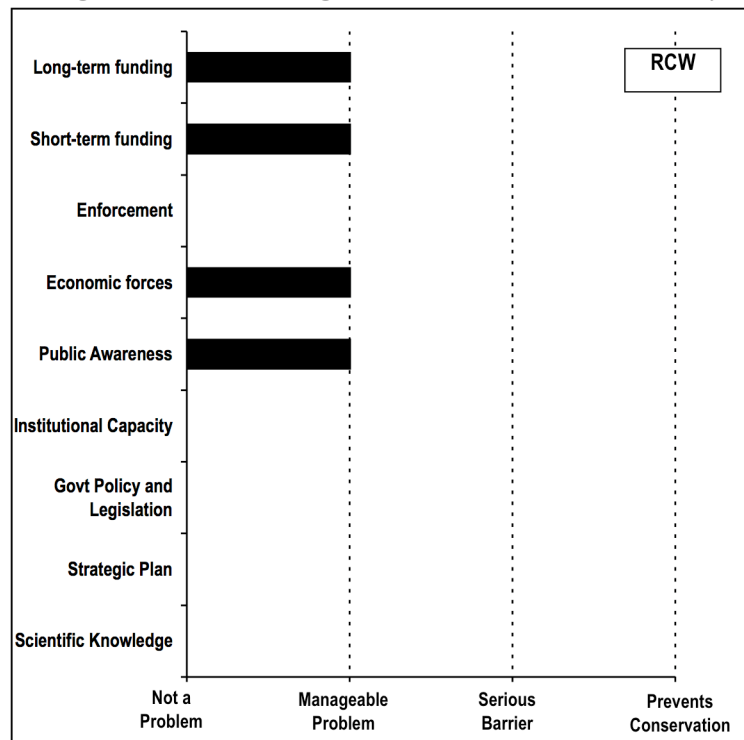 Long-term funding
RCW
Short-term funding
Enforcement
Economic forces
Public Awareness
Institutional Capacity
Govt Policy and
Legislation
Strategic Plan
Scientific Knowledge
Not a
Problem
Manageable
Problem
Serious
Barrier
Prevents
Conservation